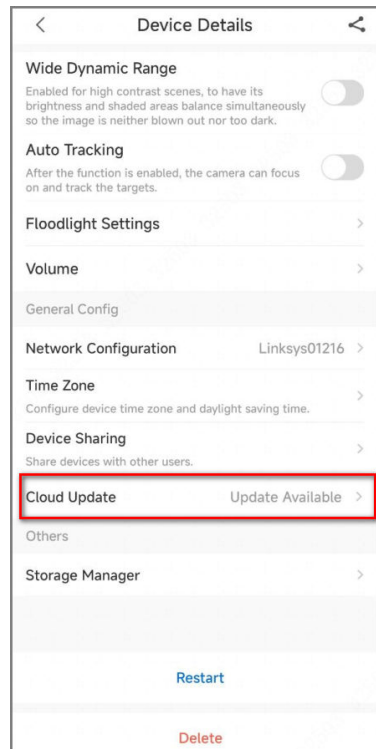 Device Details
Wide Dynamic Range
Enabled for high contrast scenes, to have its
brightness and shaded areas balance simultaneously
so the image is neither blown out nor too dark.
Auto Tracking
After the function is enabled, the camera can focus
on and track the targets.
Floodlight Settings
Volume
General Config
Network Configuration Linksys01216
Time Zone
Configure device time zone and daylight saving time.
Device Sharing
Share devices with other users.
Cloud Update Update Available
Others
Storage Manager
Restart
Delete